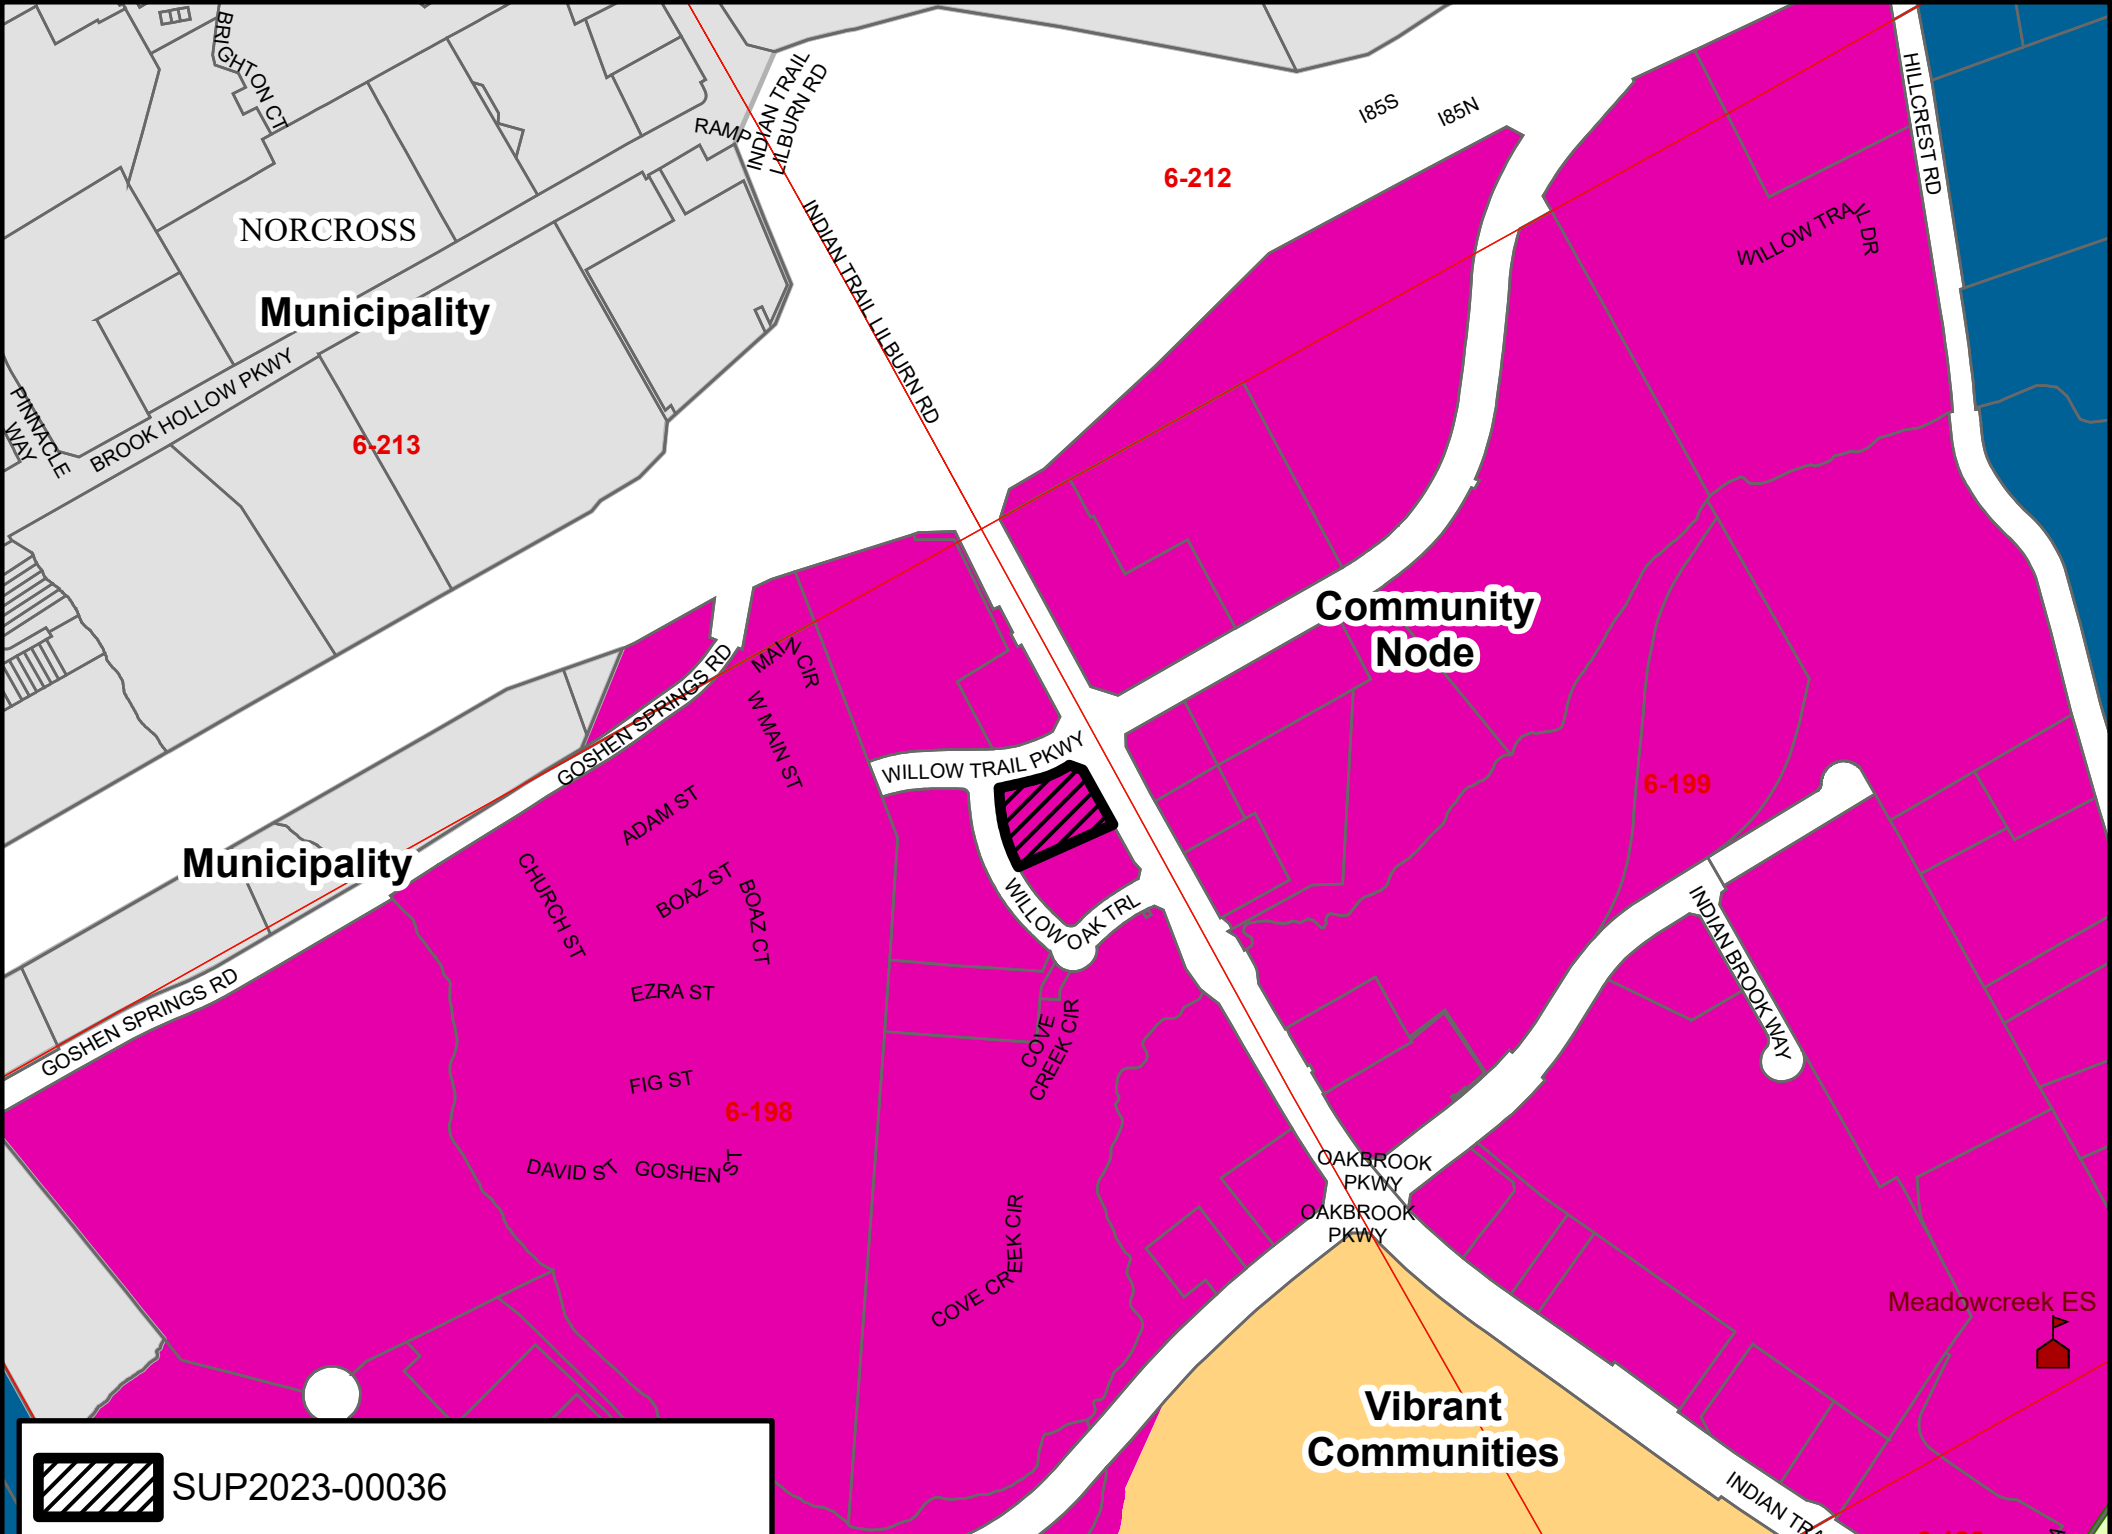 BRIGHTON CT
INDIAN TRAIL
LILBURN RD
RAMP
I85S
I85N
HILLCREST RD
6-212
NORCROSS
WILLOW TRAIL DR
Municipality
INDIAN TRAIL LILBURN RD
BROOK HOLLOW PKWY
PINNACLE
WAY
6-213
Community
Node
MAIN CIR
GOSHEN SPRINGS RD
W MAIN ST
WILLOW TRAIL PKWY
6-199
ADAM ST
Municipality
CHURCH ST
BOAZ ST
BOAZ CT
WILLOW OAK TRL
INDIAN BROOK WAY
EZRA ST
GOSHEN SPRINGS RD
COVE
CREEK CIR
FIG ST
6-198
DAVID ST
GOSHEN ST
OAKBROOK
PKWY
OAKBROOK
PKWY
COVE CREEK CIR
Meadowcreek ES
Vibrant
Communities
SUP2023-00036
INDIAN TRA